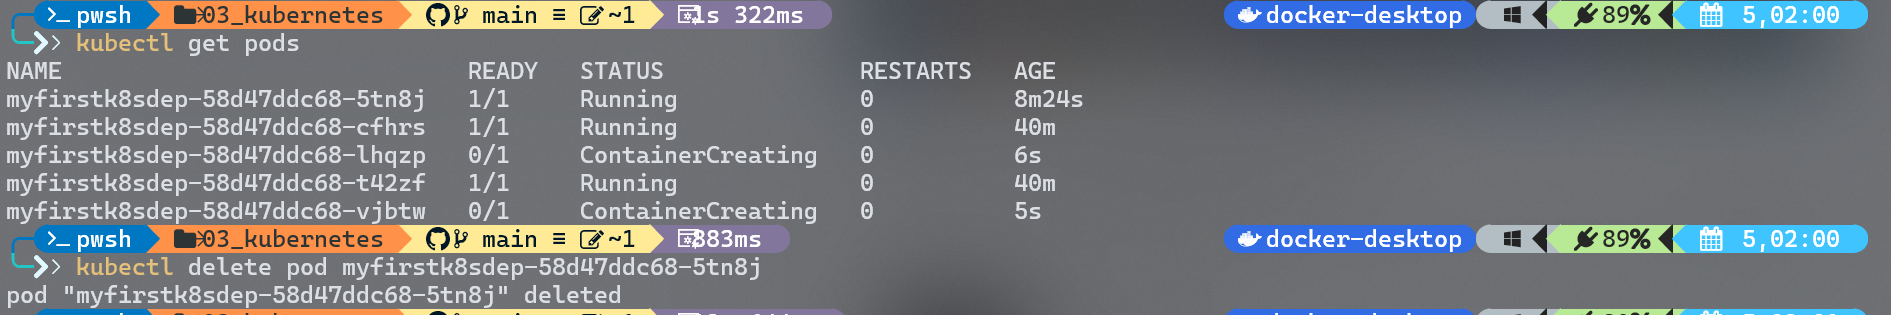 pwsh 03_kubernetes main ≡ ~1 1s 322ms docker-desktop 89% 5,02:00
kubectl get pods
NAME READY STATUS RESTARTS AGE
myfirstk8sdep-58d47ddc68-5tn8j 1/1 Running 0 8m24s
myfirstk8sdep-58d47ddc68-cfhrs 1/1 Running 0 40m
myfirstk8sdep-58d47ddc68-lhqzp 0/1 ContainerCreating 0 6s
myfirstk8sdep-58d47ddc68-t42zf 1/1 Running 0 40m
myfirstk8sdep-58d47ddc68-vjbtw 0/1 ContainerCreating 0 5s
pwsh 03_kubernetes main ≡ ~1 883ms docker-desktop 89% 5,02:00
kubectl delete pod myfirstk8sdep-58d47ddc68-5tn8j
pod "myfirstk8sdep-58d47ddc68-5tn8j" deleted